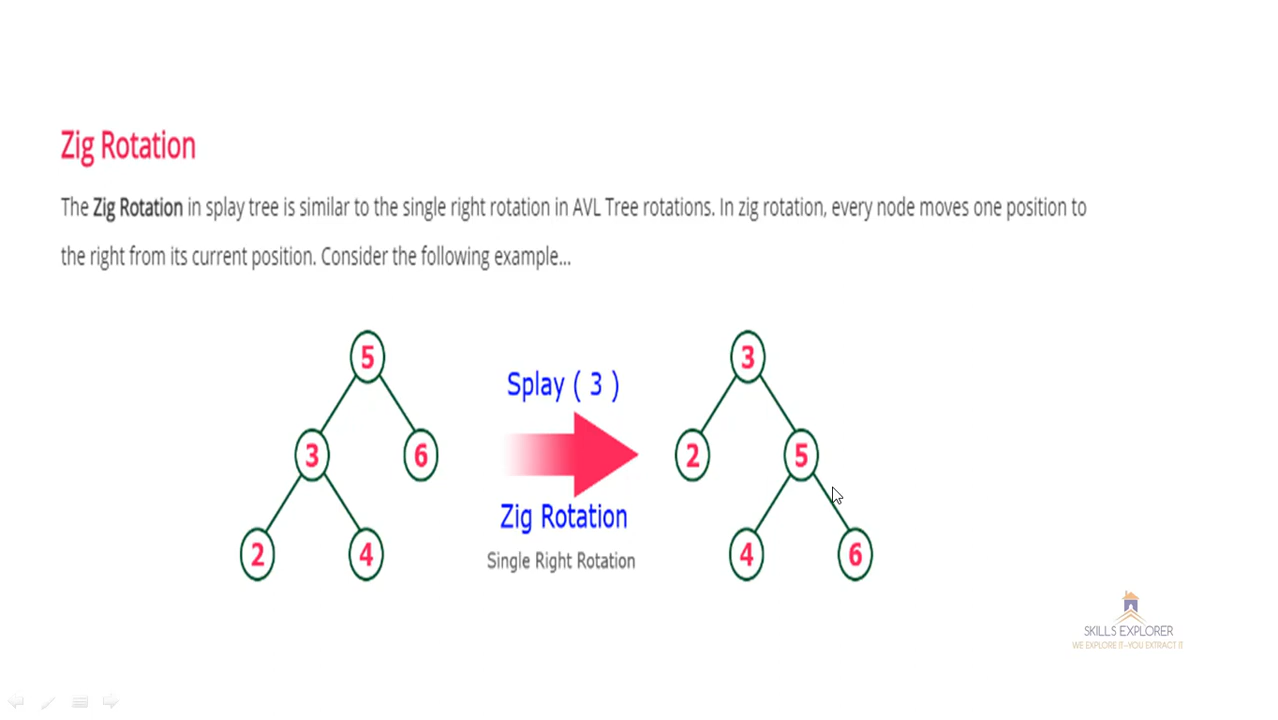 Zig Rotation
The Zig Rotation in splay tree is similar to the single right rotation in AVL Tree rotations. In zig rotation, every node moves one position to
the right from its current position. Consider the following example...
5
3
6
2
4
Splay ( 3 )
Zig Rotation
Single Right Rotation
3
2
5
4
6
SKILLS EXPLORER
WE EXPLORE IT-YOU EXTRACT IT